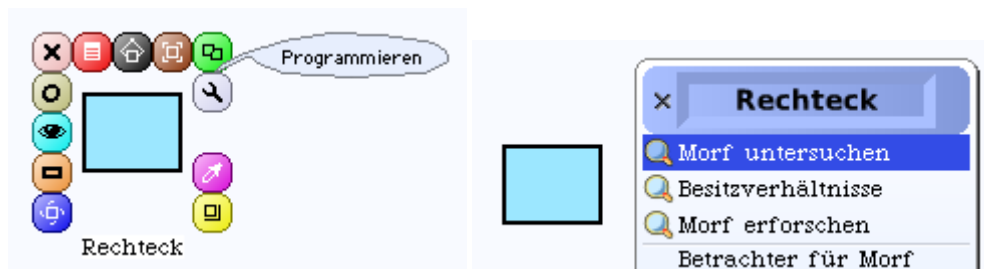 Programmieren
Rechteck
Rechteck
Morf untersuchen
Besitzverhältnisse
Morf erforschen
Betrachter für Morf